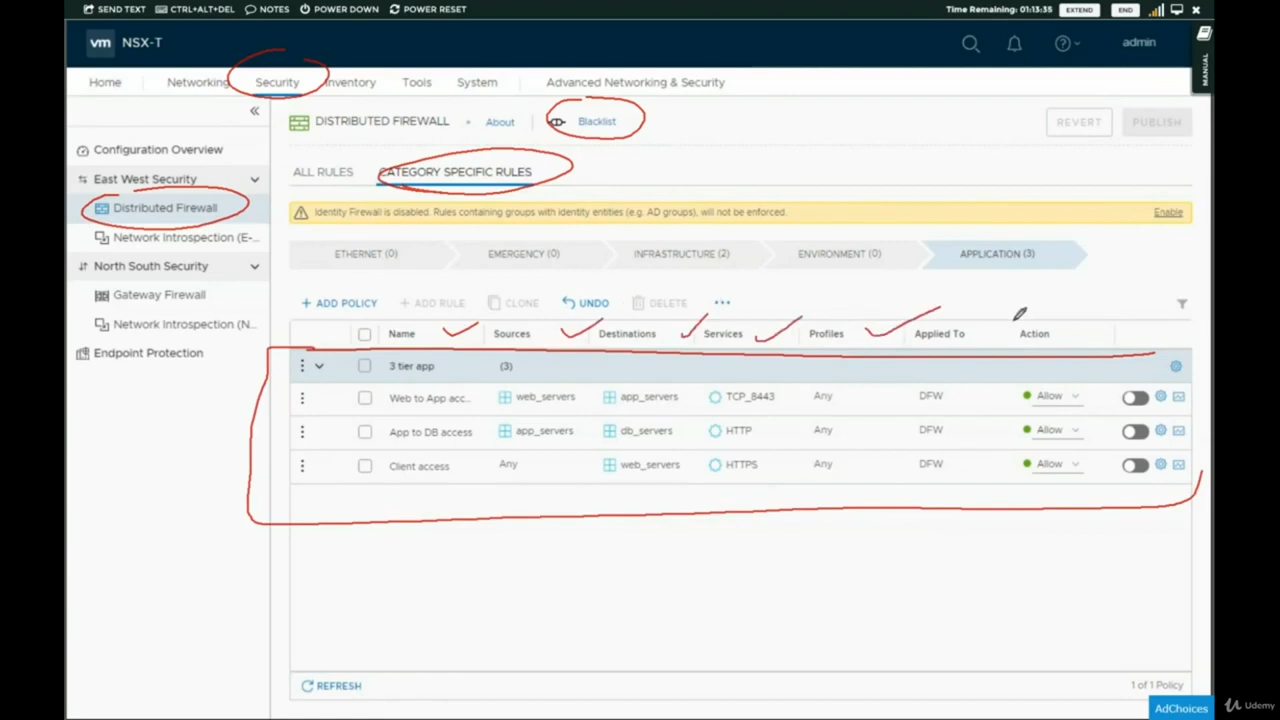 SEND TEXT CTRL+ALT+DEL NOTES POWER DOWN POWER RESET Time Remaining: 01:13:35 EXTEND END
vm NSX-T admin
MANUAL
Home Networking Security Inventory Tools System Advanced Networking & Security
DISTRIBUTED FIREWALL About Blacklist REVERT PUBLISH
Configuration Overview
East West Security
Distributed Firewall
Network Introspection (E-...
North South Security
Gateway Firewall
Network Introspection (N...
Endpoint Protection
ALL RULES CATEGORY SPECIFIC RULES
Identity Firewall is disabled. Rules containing groups with identity entities (e.g. AD groups), will not be enforced. Enable
ETHERNET (0) EMERGENCY (0) INFRASTRUCTURE (2) ENVIRONMENT (0) APPLICATION (3)
+ ADD POLICY + ADD RULE CLONE UNDO DELETE ...
Name Sources Destinations Services Profiles Applied To Action
3 tier app (3)
Web to App acc... web_servers app_servers TCP_8443 Any DFW Allow
App to DB access app_servers db_servers HTTP Any DFW Allow
Client access Any web_servers HTTPS Any DFW Allow
REFRESH 1 of 1 Policy
AdChoices Udemy